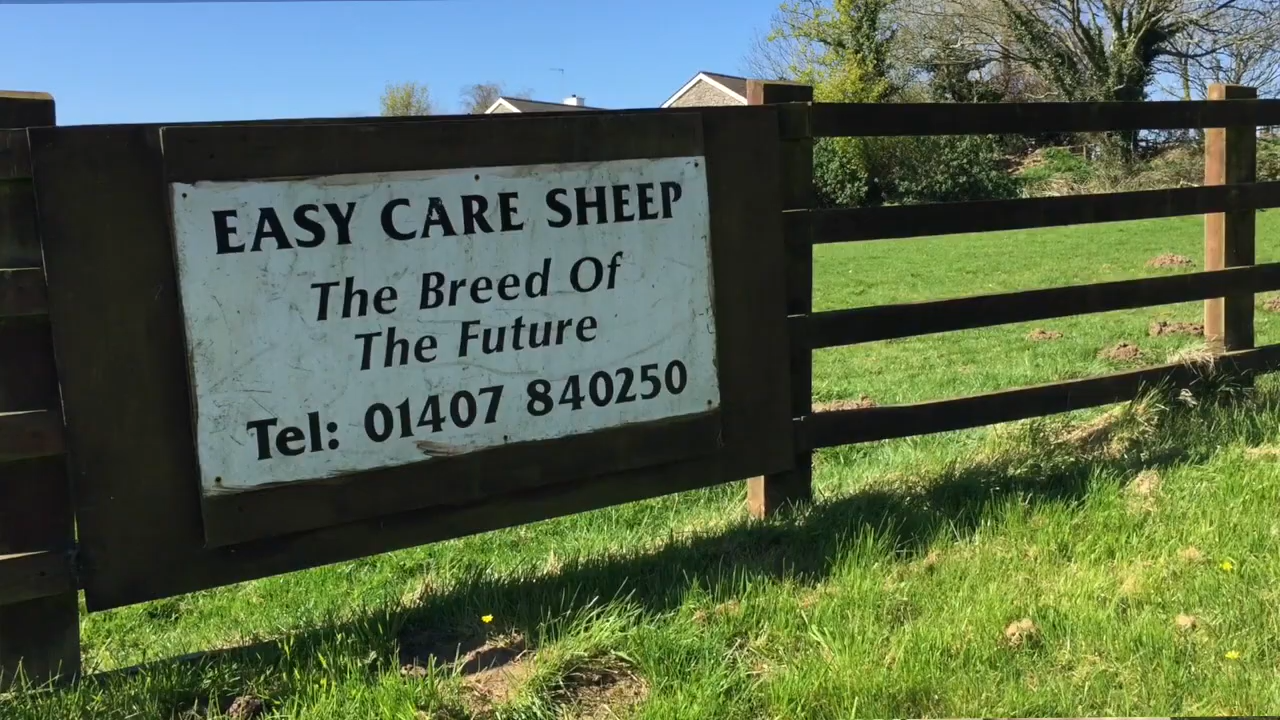 EASY CARE SHEEP
The Breed Of
The Future
Tel: 01407 840250